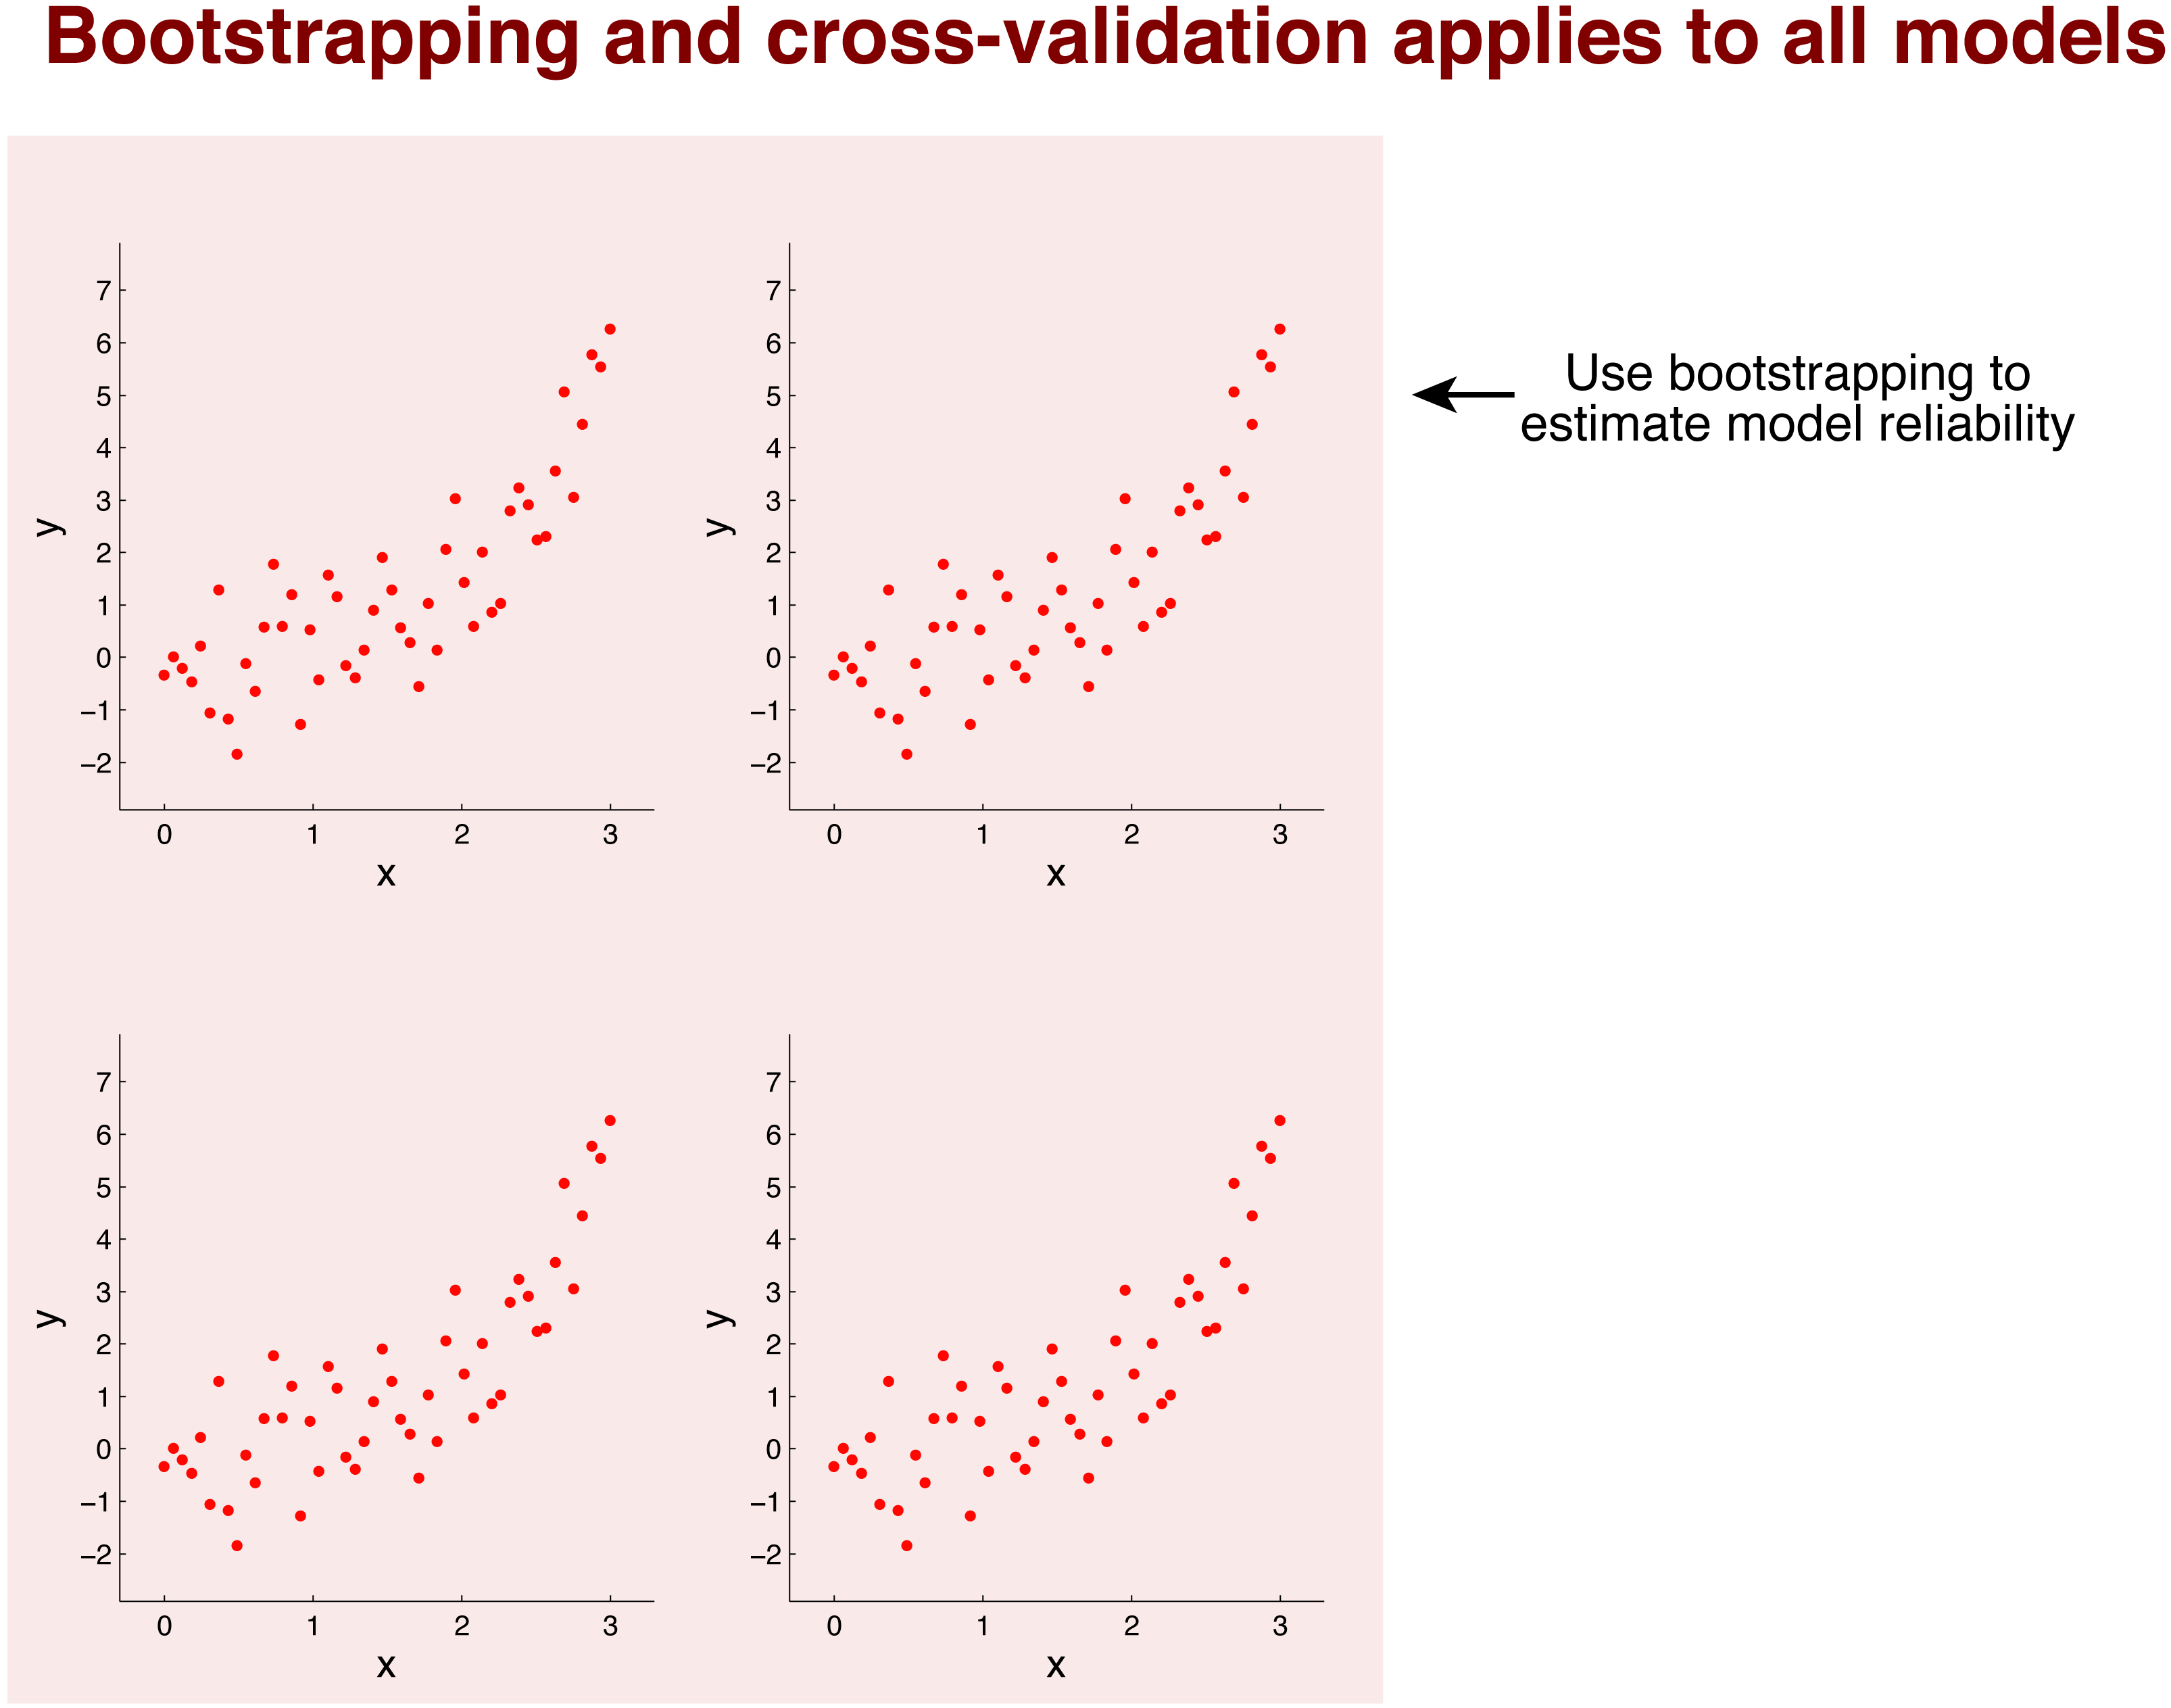 Bootstrapping and cross-validation applies to all models
7
6
5
4
3
2
1
0
−1
−2
y
0 1 2 3
x
7
6
5
4
3
2
1
0
−1
−2
y
0 1 2 3
x
Use bootstrapping to
estimate model reliability
7
6
5
4
3
2
1
0
−1
−2
y
0 1 2 3
x
7
6
5
4
3
2
1
0
−1
−2
y
0 1 2 3
x